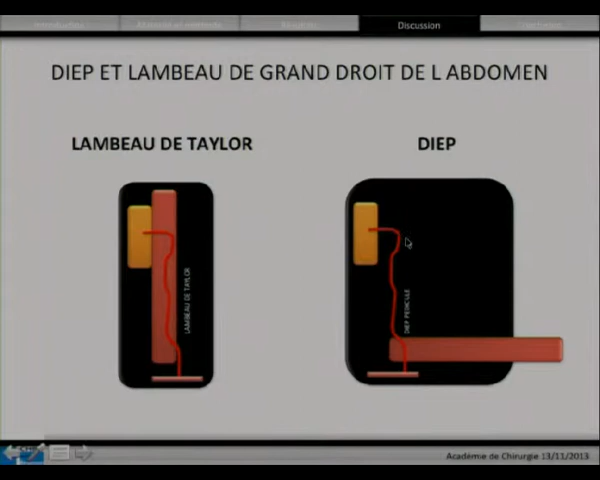 Discussion
DIEP ET LAMBEAU DE GRAND DROIT DE L ABDOMEN
LAMBEAU DE TAYLOR
DIEP
LAMBEAU DE TAYLOR
DIEP PEDICULE
Académie de Chirurgie 13/11/2013